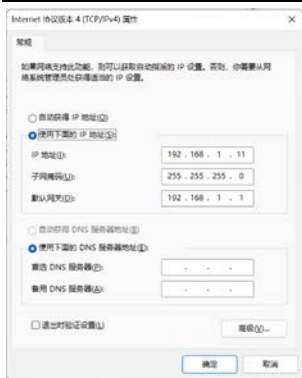 Internet 协议版本 4 (TCP/IPv4) 属性
常规
如果网络支持此功能，则可以获取自动指派的 IP 设置。否则，你需要从网
络系统管理员处获得适当的 IP 设置。
自动获得 IP 地址(O)
使用下面的 IP 地址(S):
IP 地址(I): 192 . 168 . 1 . 11
子网掩码(U): 255 . 255 . 255 . 0
默认网关(D): 192 . 168 . 1 . 1
自动获得 DNS 服务器地址(B)
使用下面的 DNS 服务器地址(E):
首选 DNS 服务器(P): . . .
备用 DNS 服务器(A): . . .
退出时验证设置(L)
高级(V)...
确定 取消